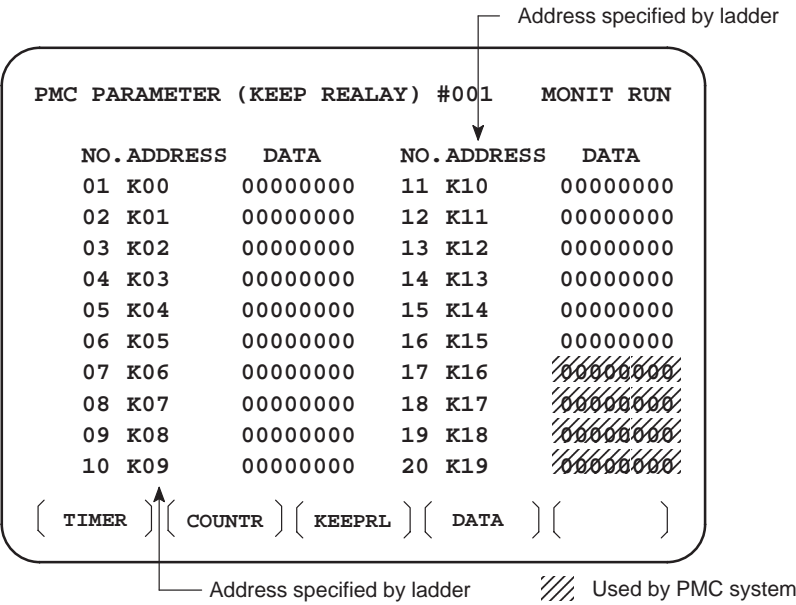 Address specified by ladder
PMC PARAMETER (KEEP REALAY) #001 MONIT RUN
NO. ADDRESS DATA NO. ADDRESS DATA
01 K00 00000000 11 K10 00000000
02 K01 00000000 12 K11 00000000
03 K02 00000000 13 K12 00000000
04 K03 00000000 14 K13 00000000
05 K04 00000000 15 K14 00000000
06 K05 00000000 16 K15 00000000
07 K06 00000000 17 K16 00000000
08 K07 00000000 18 K17 00000000
09 K08 00000000 19 K18 00000000
10 K09 00000000 20 K19 00000000
TIMER COUNTR KEEPRL DATA
Address specified by ladder Used by PMC system